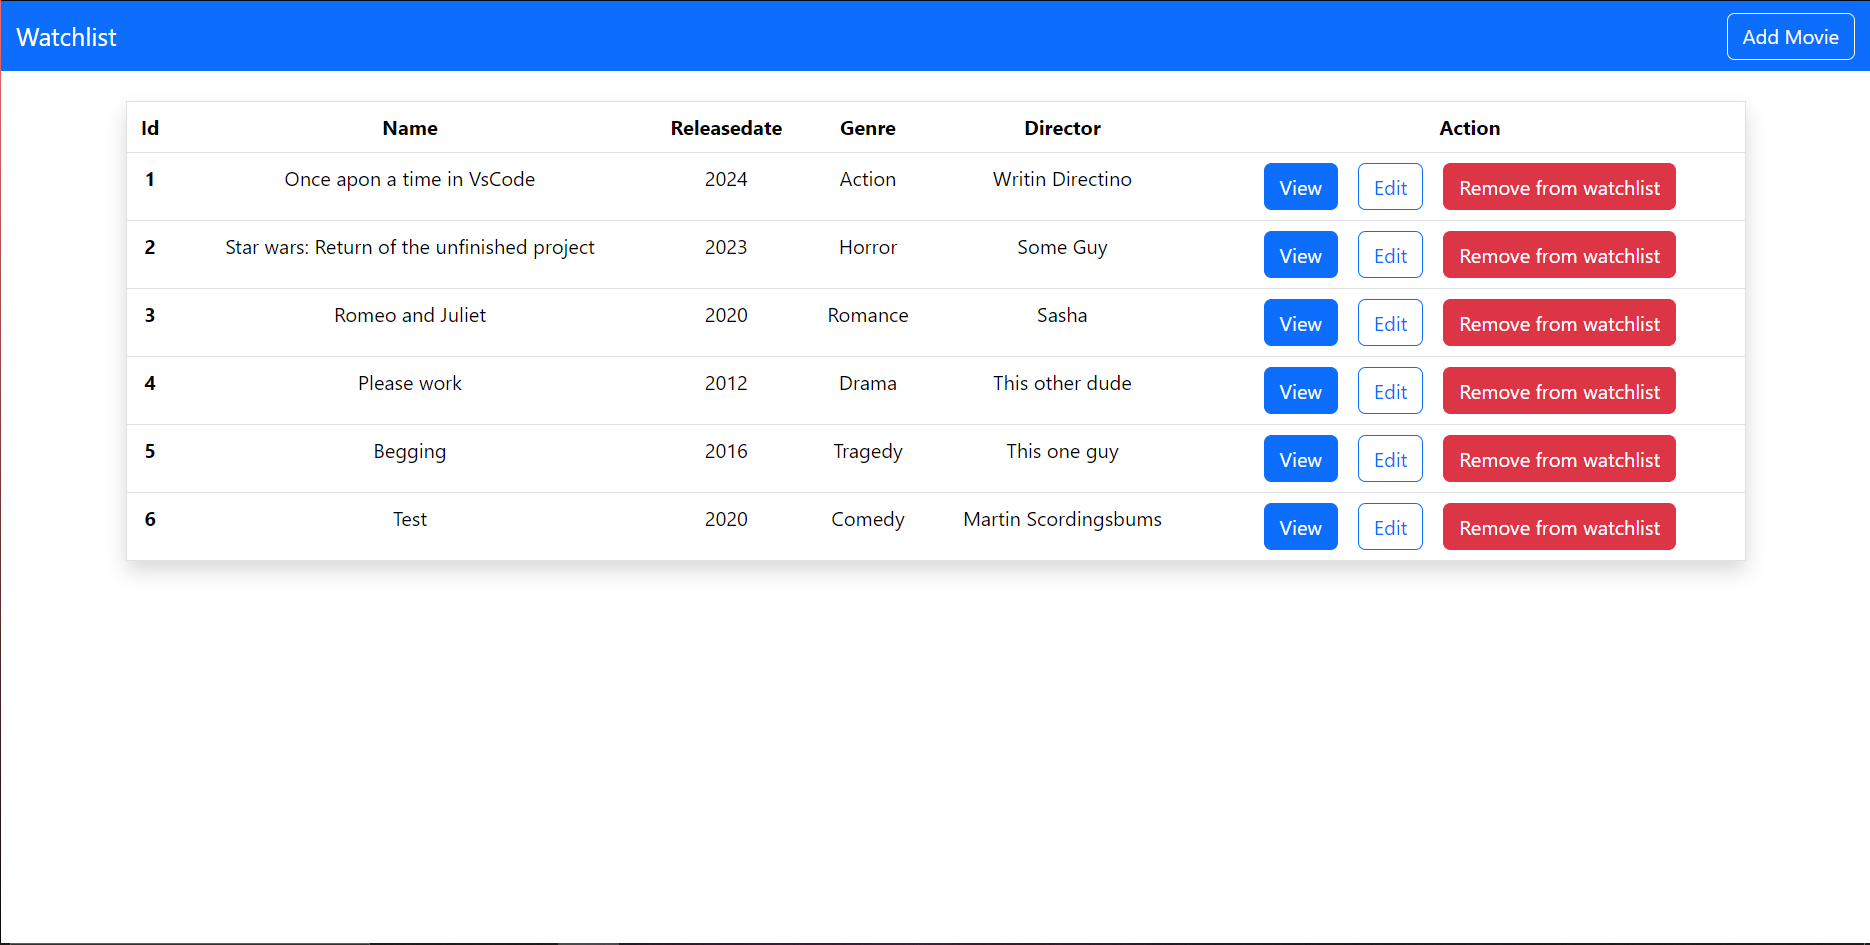 Watchlist Add Movie
Id Name Releasedate Genre Director Action
1 Once apon a time in VsCode 2024 Action Writin Directino View Edit Remove from watchlist
2 Star wars: Return of the unfinished project 2023 Horror Some Guy View Edit Remove from watchlist
3 Romeo and Juliet 2020 Romance Sasha View Edit Remove from watchlist
4 Please work 2012 Drama This other dude View Edit Remove from watchlist
5 Begging 2016 Tragedy This one guy View Edit Remove from watchlist
6 Test 2020 Comedy Martin Scordingsbums View Edit Remove from watchlist